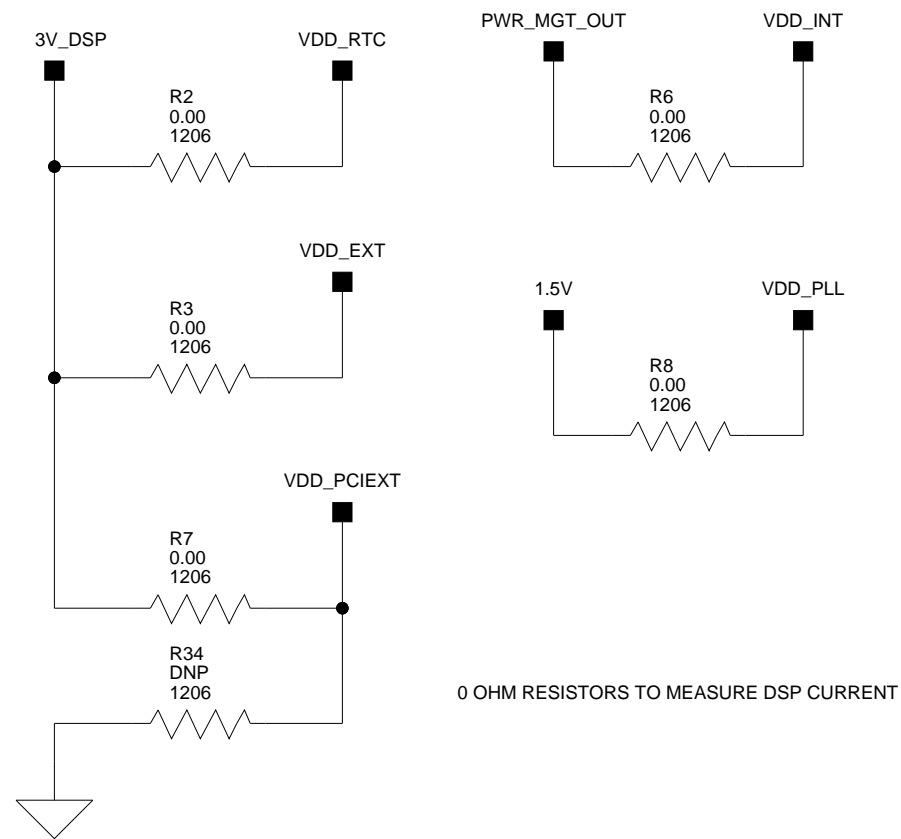 3V_DSP
VDD_RTC
R2
0.00
1206
VDD_EXT
R3
0.00
1206
VDD_PCIEXT
R7
0.00
1206
R34
DNP
1206
PWR_MGT_OUT
VDD_INT
R6
0.00
1206
1.5V
VDD_PLL
R8
0.00
1206
0 OHM RESISTORS TO MEASURE DSP CURRENT